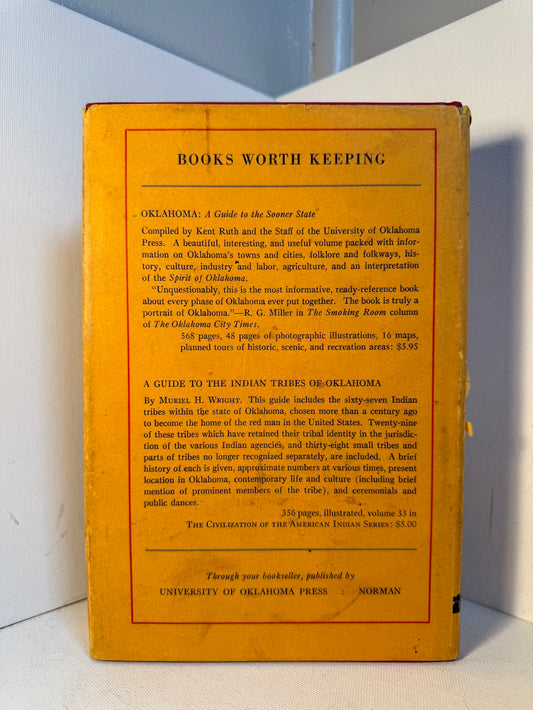 BOOKS WORTH KEEPING
OKLAHOMA: A Guide to the Sooner State
Compiled by Kent Ruth and the Staff of the University of Oklahoma
Press. A beautiful, interesting, and useful volume packed with infor-
mation on Oklahoma's towns and cities, folklore and folkways, his-
tory, culture, industry and labor, agriculture, and an interpretation
of the Spirit of Oklahoma.
"Unquestionably, this is the most informative, ready-reference book
about every phase of Oklahoma ever put together. The book is truly a
portrait of Oklahoma."—R. G. Miller in The Smoking Room column
of The Oklahoma City Times.
568 pages, 48 pages of photographic illustrations, 16 maps,
planned tours of historic, scenic, and recreation areas: $5.95
A GUIDE TO THE INDIAN TRIBES OF OKLAHOMA
By Muriel H. Wright. This guide includes the sixty-seven Indian
tribes within the state of Oklahoma, chosen more than a century ago
to become the home of the red man in the United States. Twenty-nine
of these tribes which have retained their tribal identity in the jurisdic-
tion of the various Indian agencies, and thirty-eight small tribes and
parts of tribes no longer recognized separately, are included. A brief
history of each is given, approximate numbers at various times, present
location in Oklahoma, contemporary life and culture (including brief
mention of prominent members of the tribe), and ceremonials and
public dances.
356 pages, illustrated, volume 33 in
The Civilization of the American Indian Series: $5.00
Through your bookseller, published by
UNIVERSITY OF OKLAHOMA PRESS : NORMAN